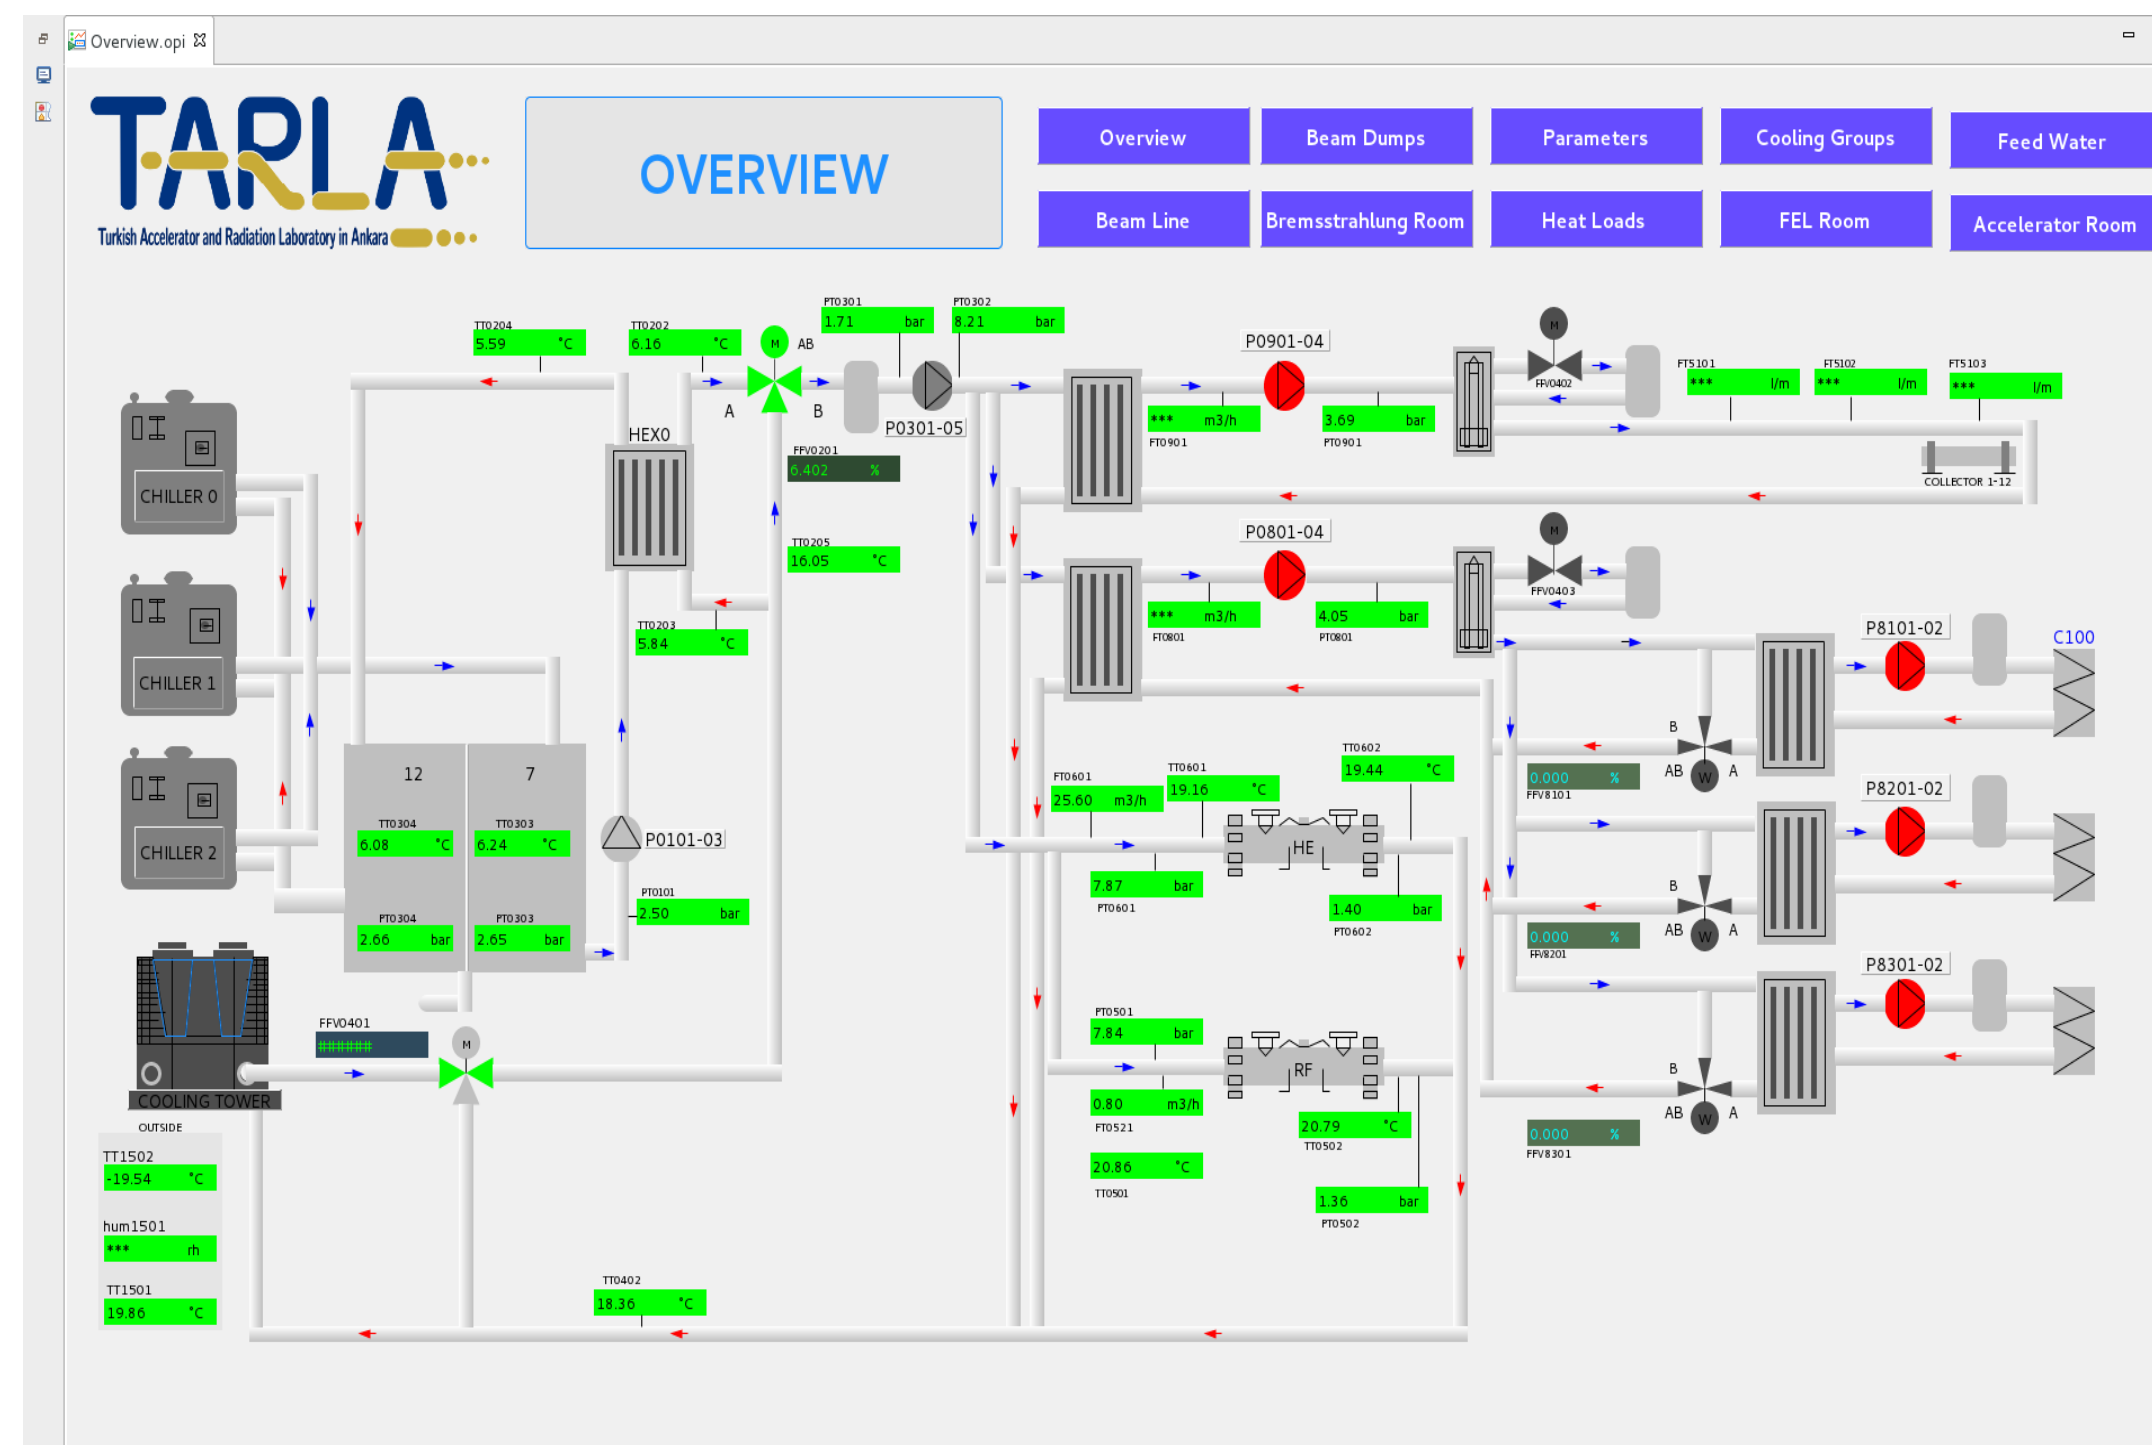 Overview.opi
TARLA
Turkish Accelerator and Radiation Laboratory in Ankara
OVERVIEW
Overview
Beam Dumps
Parameters
Cooling Groups
Feed Water
Beam Line
Bremsstrahlung Room
Heat Loads
FEL Room
Accelerator Room
TT0204
5.59 °C
TT0202
6.16 °C
M
AB
A
B
PT0301
1.71 bar
PT0302
8.21 bar
P0301-05
FFV0201
6.402 %
TT0205
16.05 °C
HEX0
TT0203
5.84 °C
P0901-04
*** m3/h
FT0901
3.69 bar
PT0901
M
FFV0402
FT5101
*** l/m
FT5102
*** l/m
FT5103
*** l/m
COLLECTOR 1-12
P0801-04
*** m3/h
FT0801
4.05 bar
PT0801
M
FFV0403
CHILLER 0
CHILLER 1
CHILLER 2
12
7
TT0304
6.08 °C
TT0303
6.24 °C
PT0304
2.66 bar
PT0303
2.65 bar
P0101-03
PT0101
2.50 bar
P8101-02
C100
B
AB
W
A
0.000 %
FFV8101
P8201-02
B
AB
W
A
0.000 %
FFV8201
P8301-02
B
AB
W
A
0.000 %
FFV8301
FT0601
25.60 m3/h
TT0601
19.16 °C
TT0602
19.44 °C
HE
7.87 bar
PT0601
1.40 bar
PT0602
PT0501
7.84 bar
RF
0.80 m3/h
FT0521
20.79 °C
TT0502
20.86 °C
TT0501
1.36 bar
PT0502
FFV0401
######
M
COOLING TOWER
OUTSIDE
TT1502
-19.54 °C
hum1501
*** rh
TT1501
19.86 °C
TT0402
18.36 °C